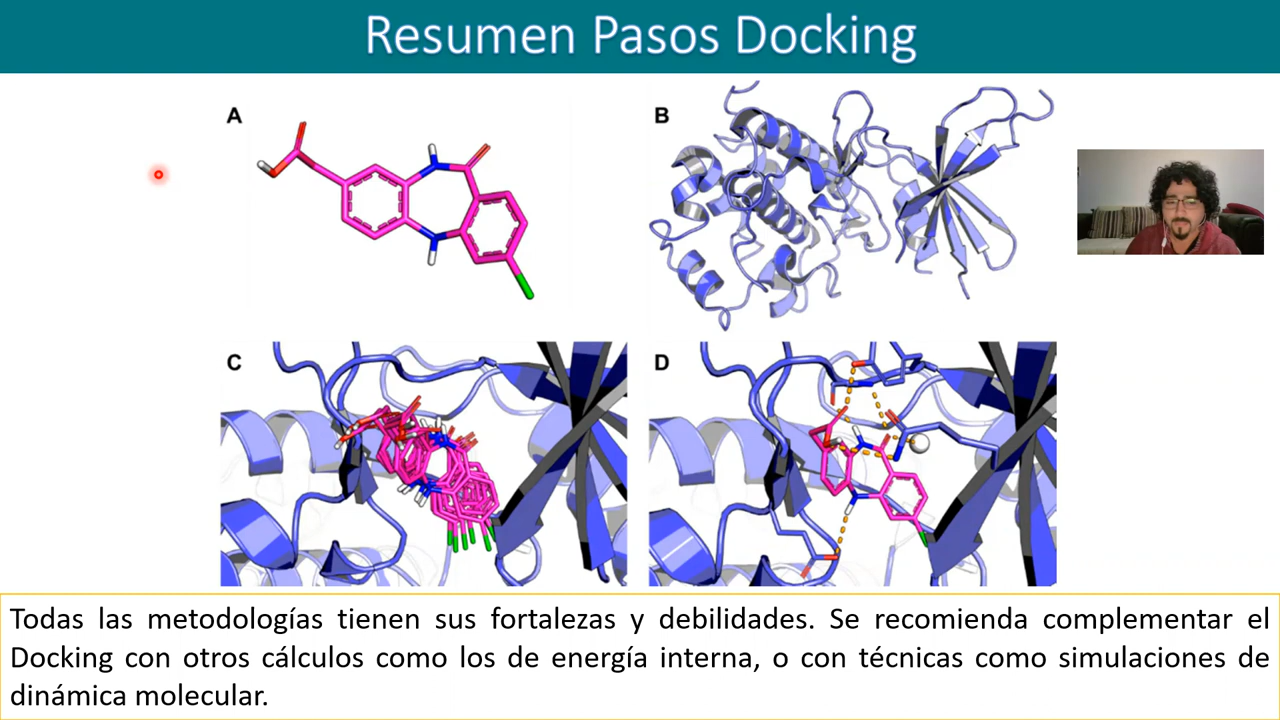 Resumen Pasos Docking
A
B
C
D
Todas las metodologías tienen sus fortalezas y debilidades. Se recomienda complementar el
Docking con otros cálculos como los de energía interna, o con técnicas como simulaciones de
dinámica molecular.